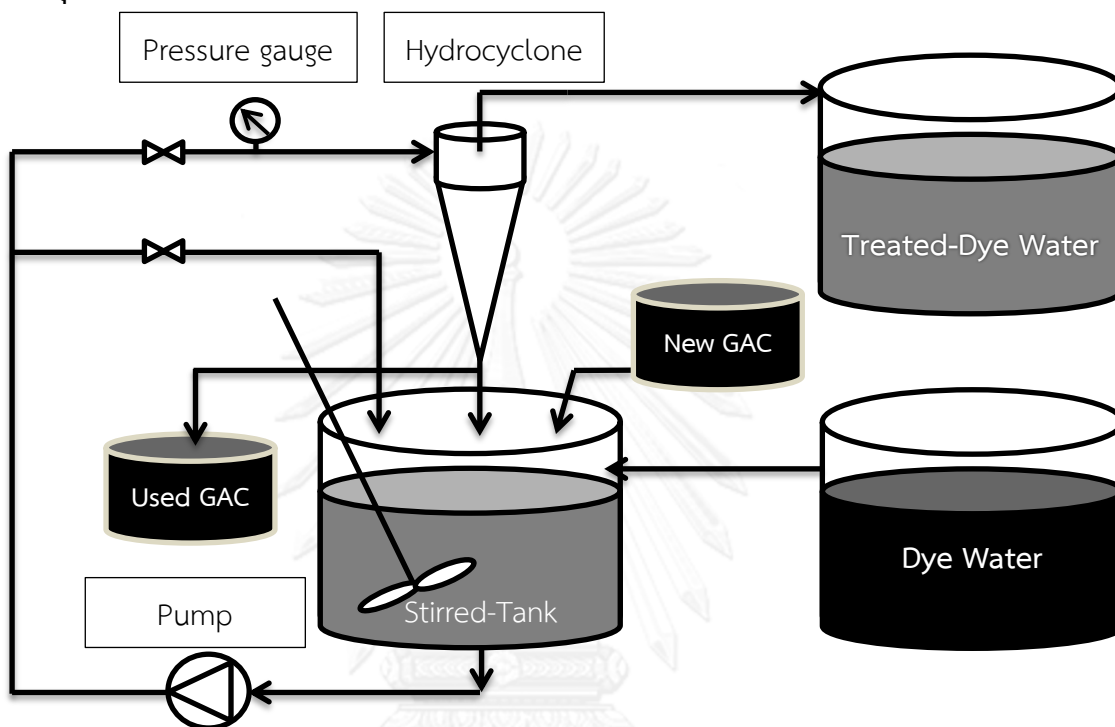 Pressure gauge
Hydrocyclone
Treated-Dye Water
New GAC
Used GAC
Dye Water
Stirred-Tank
Pump